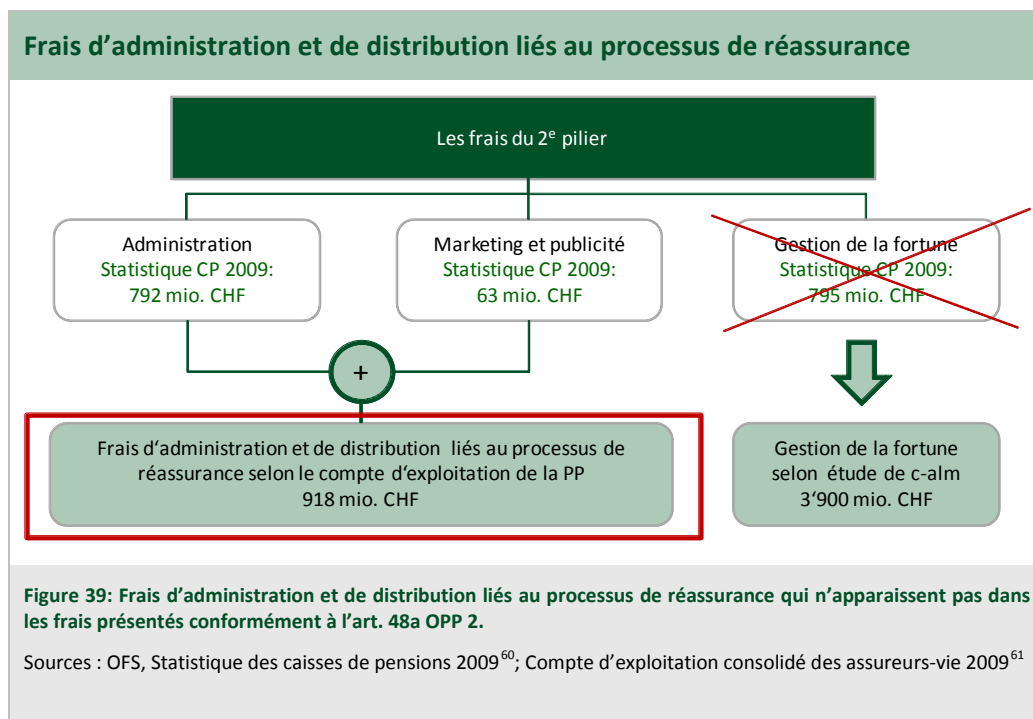 Frais d’administration et de distribution liés au processus de réassurance
Les frais du 2e pilier
Administration
Statistique CP 2009:
792 mio. CHF
Marketing et publicité
Statistique CP 2009:
63 mio. CHF
Gestion de la fortune
Statistique CP 2009:
795 mio. CHF
+
Frais d‘administration et de distribution liés au processus de
réassurance selon le compte d‘exploitation de la PP
918 mio. CHF
Gestion de la fortune
selon étude de c-alm
3‘900 mio. CHF
Figure 39: Frais d’administration et de distribution liés au processus de réassurance qui n’apparaissent pas dans
les frais présentés conformément à l’art. 48a OPP 2.
Sources : OFS, Statistique des caisses de pensions 200960; Compte d’exploitation consolidé des assureurs-vie 200961